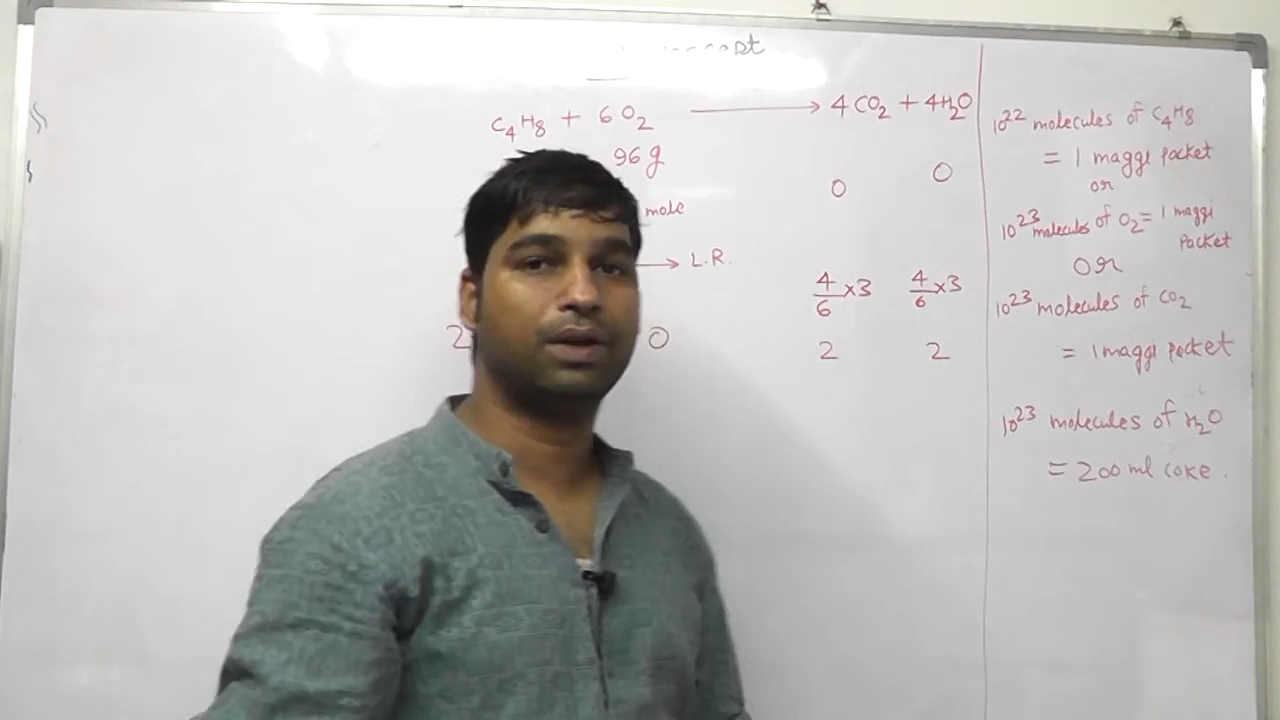 C4H8 + 6O2 → 4CO2 + 4H2O
96 g
0 0
mole
→ L.R.
4/6 ×3 4/6 ×3
2 0 2 2
10^22 molecules of C4H8
= 1 maggi packet
or
10^23 molecules of O2 = 1 maggi
packet
OR
10^23 molecules of CO2
= 1 maggi packet
10^23 molecules of H2O
= 200 ml coke.